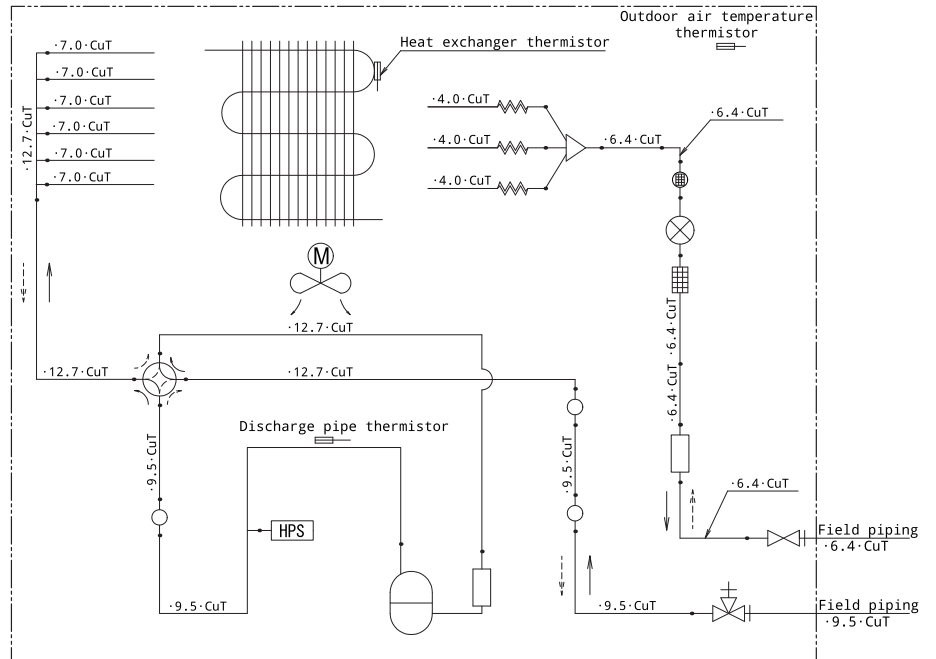 Outdoor air temperature
thermistor
·7.0·CuT
·7.0·CuT
·7.0·CuT
·7.0·CuT
·7.0·CuT
·7.0·CuT
·12.7·CuT
Heat exchanger thermistor
·4.0·CuT
·4.0·CuT
·4.0·CuT
·6.4·CuT
·6.4·CuT
M
·12.7·CuT
·12.7·CuT
·12.7·CuT
·6.4·CuT
·6.4·CuT
Discharge pipe thermistor
·9.5·CuT
·9.5·CuT
HPS
·6.4·CuT
Field piping
·6.4·CuT
·9.5·CuT
·9.5·CuT
Field piping
·9.5·CuT